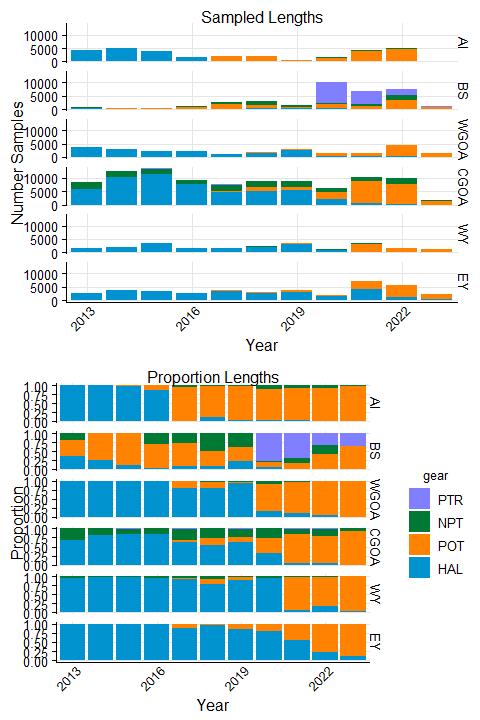 Sampled Lengths
10000
5000
0
AI
10000
5000
0
BS
10000
5000
0
WGOA
10000
5000
0
CGOA
10000
5000
0
WY
10000
5000
0
EY
Number Samples
2013
2016
2019
2022
Year
Proportion Lengths
1.00
0.75
0.50
0.25
0.00
AI
1.00
0.75
0.50
0.25
0.00
BS
1.00
0.75
0.50
0.25
0.00
WGOA
1.00
0.75
0.50
0.25
0.00
CGOA
1.00
0.75
0.50
0.25
0.00
WY
1.00
0.75
0.50
0.25
0.00
EY
Proportion
2013
2016
2019
2022
Year
gear
PTR
NPT
POT
HAL